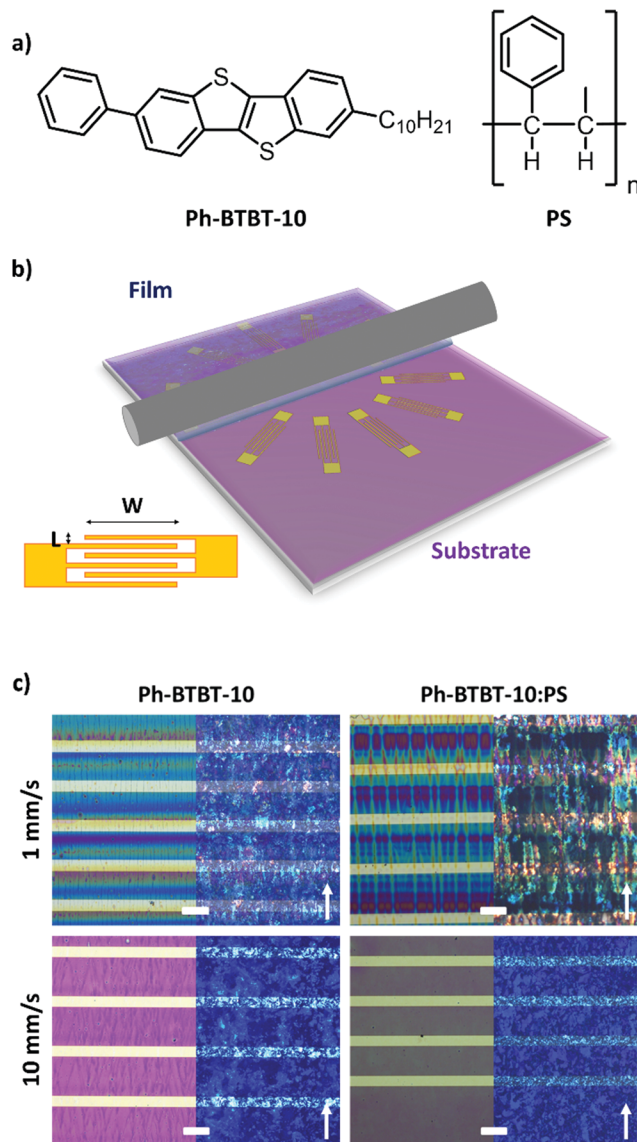 a)
S
S
C10H21
Ph-BTBT-10
C
C
H
H
n
PS
b)
Film
W
L
Substrate
c)
Ph-BTBT-10
Ph-BTBT-10:PS
1 mm/s
10 mm/s